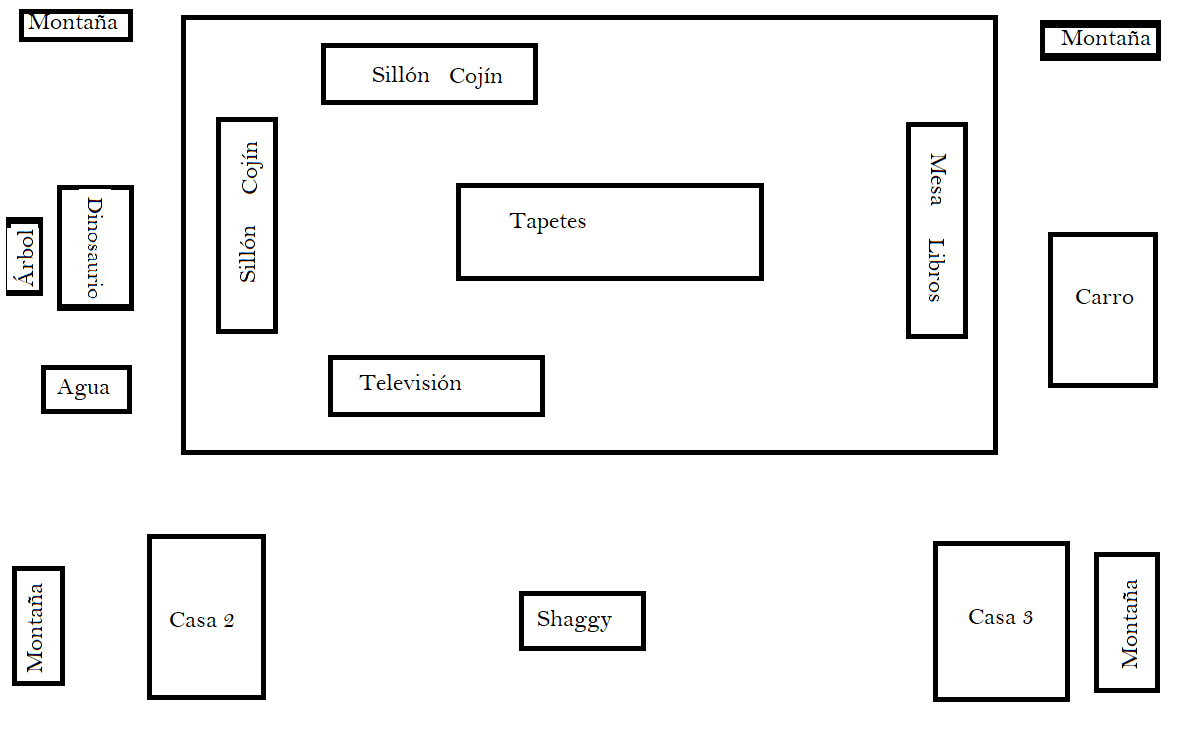 Montaña
Montaña
Sillón Cojín
Sillón Cojín
Mesa Libros
Tapetes
Dinosaurio
Árbol
Carro
Televisión
Agua
Montaña
Casa 2
Shaggy
Casa 3
Montaña